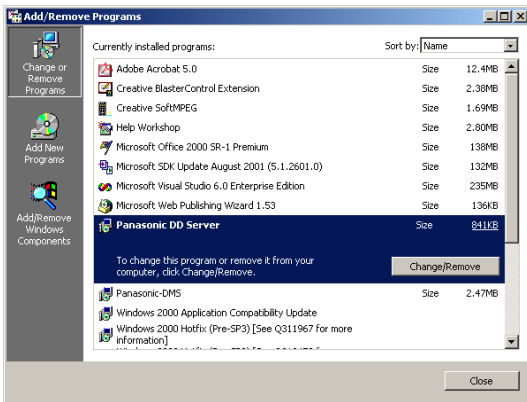 Add/Remove Programs
Change or
Remove
Programs
Add New
Programs
Add/Remove
Windows
Components
Currently installed programs:
Sort by: Name
Adobe Acrobat 5.0 Size 12.4MB
Creative BlasterControl Extension Size 2.38MB
Creative SoftMPEG Size 1.69MB
Help Workshop Size 2.80MB
Microsoft Office 2000 SR-1 Premium Size 138MB
Microsoft SDK Update August 2001 (5.1.2601.0) Size 132MB
Microsoft Visual Studio 6.0 Enterprise Edition Size 235MB
Microsoft Web Publishing Wizard 1.53 Size 136KB
Panasonic DD Server Size 841KB
To change this program or remove it from your
computer, click Change/Remove.
Change/Remove
Panasonic-DMS Size 2.47MB
Windows 2000 Application Compatibility Update
Windows 2000 Hotfix (Pre-SP3) [See Q311967 for more
information]
Close